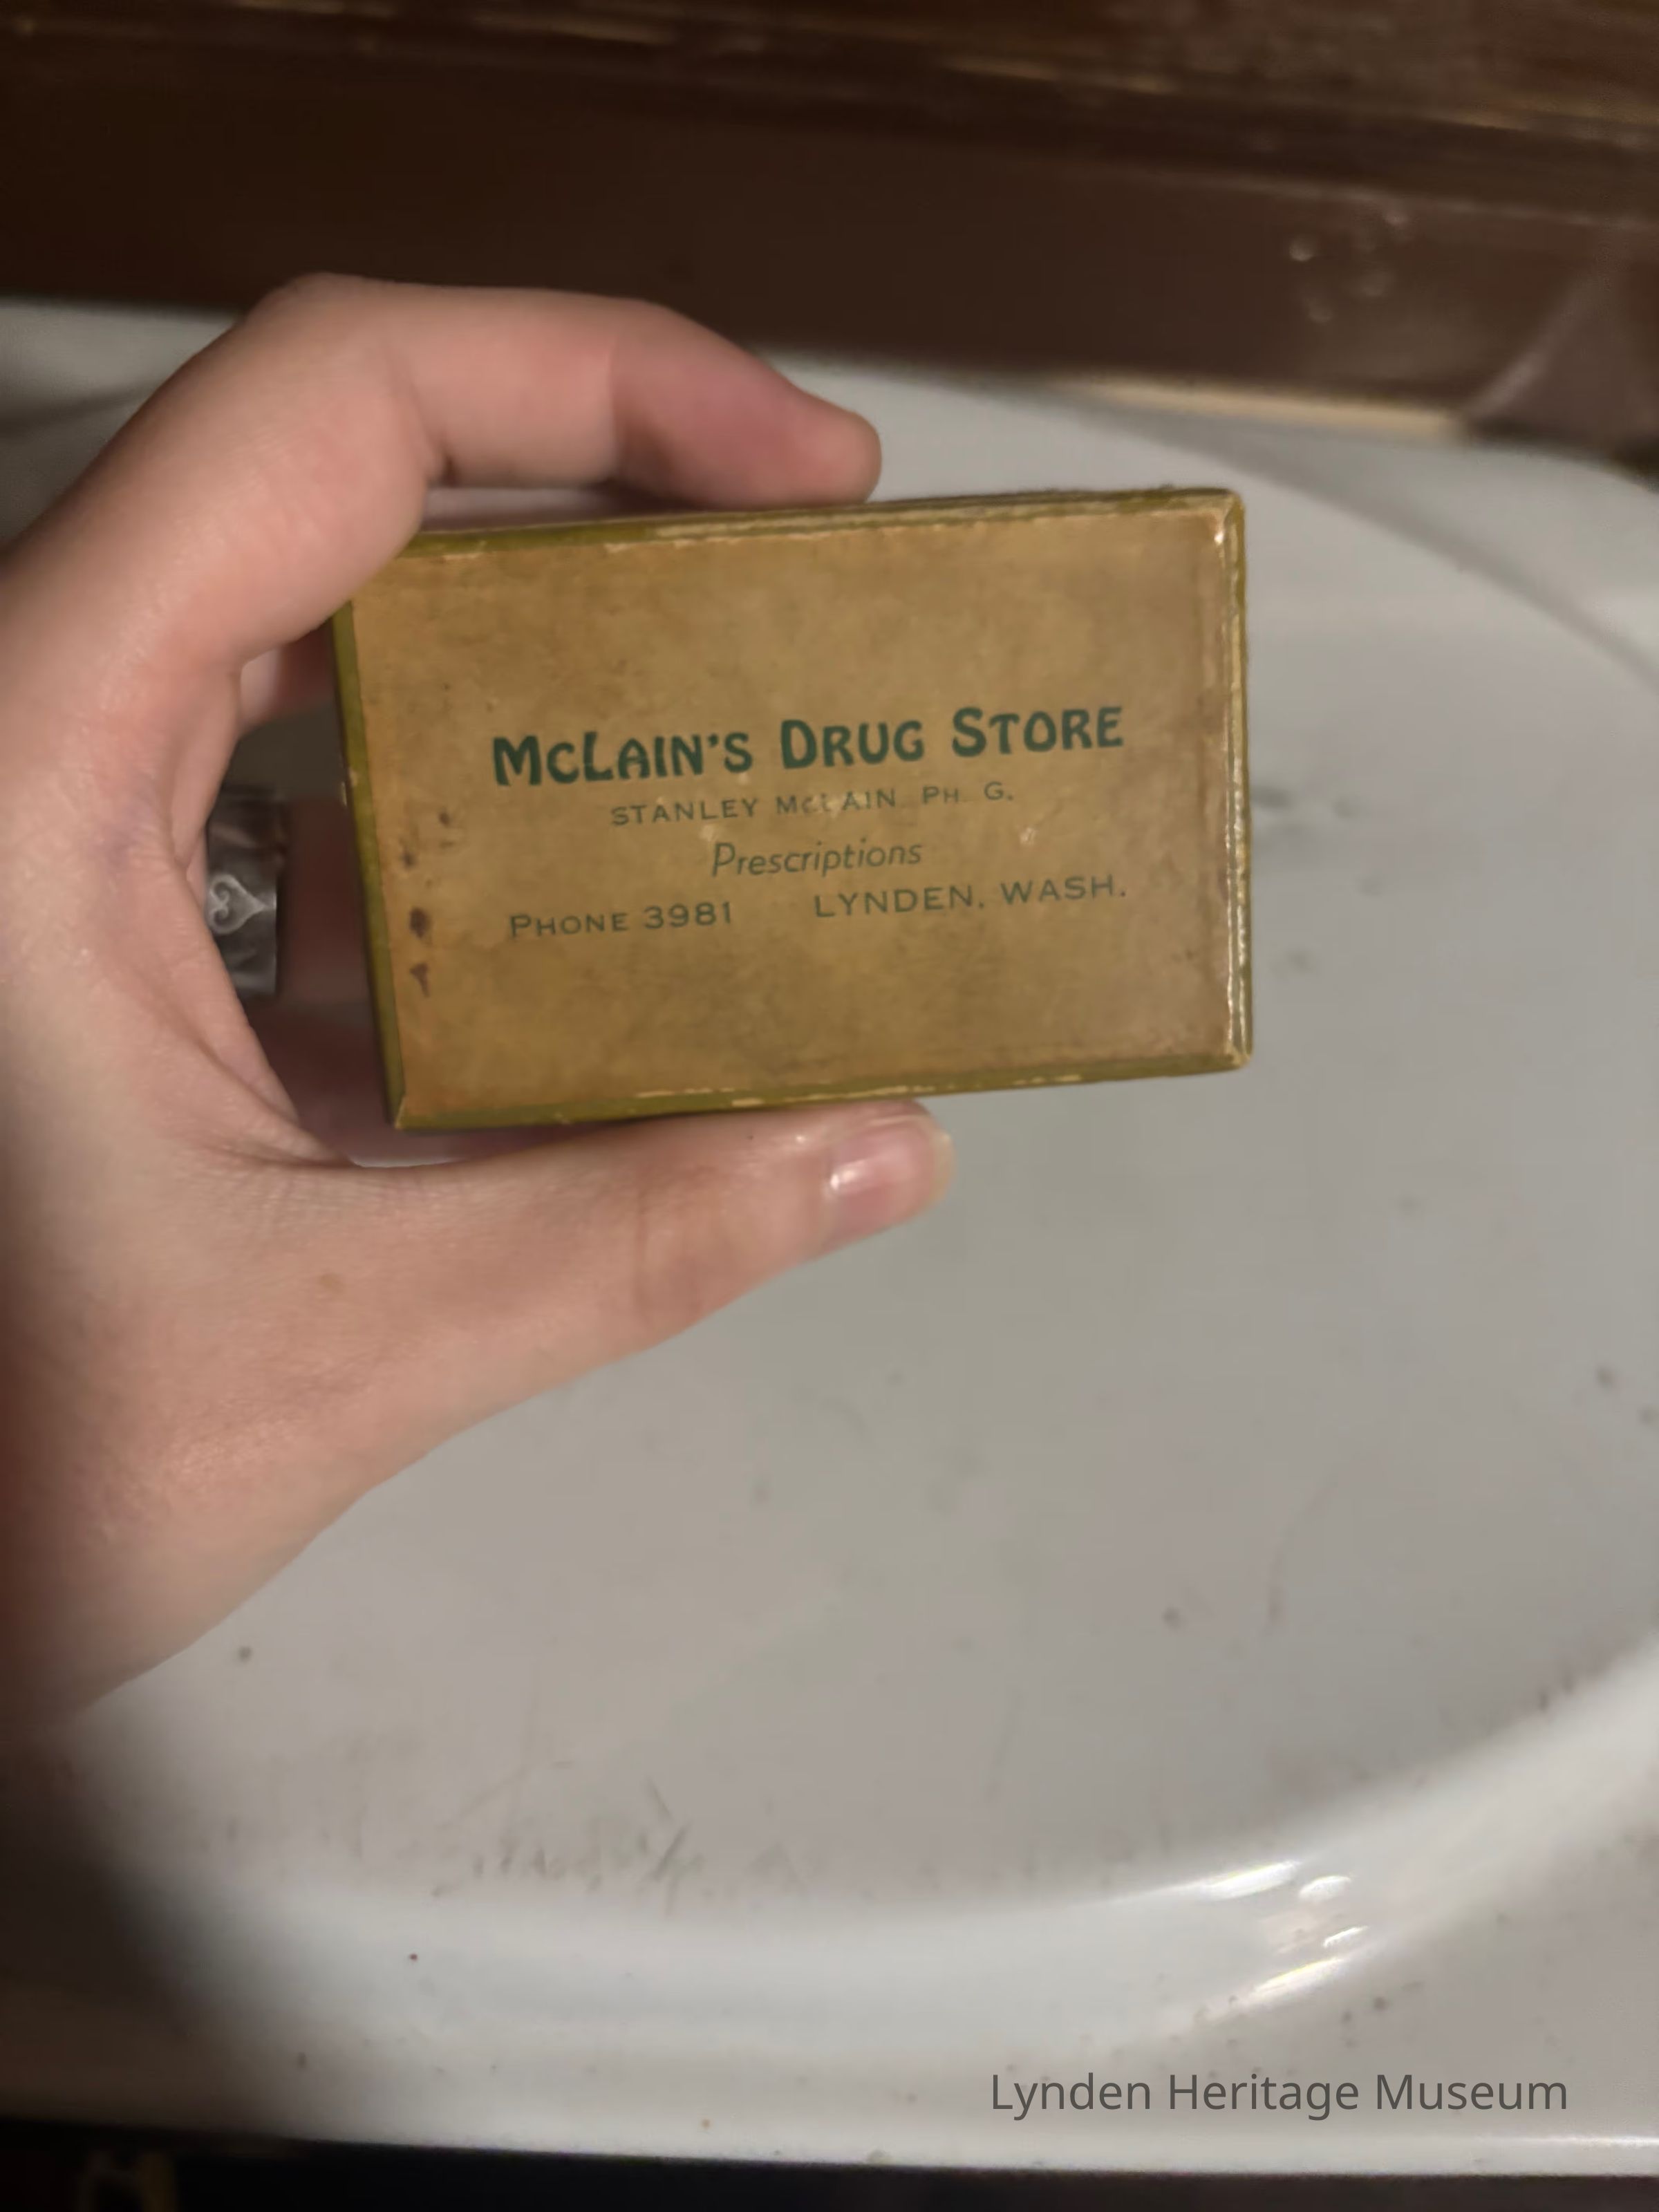 McLAIN'S DRUG STORE
STANLEY McLAIN PH. G.
Prescriptions
PHONE 3981 LYNDEN, WASH.
Lynden Heritage Museum